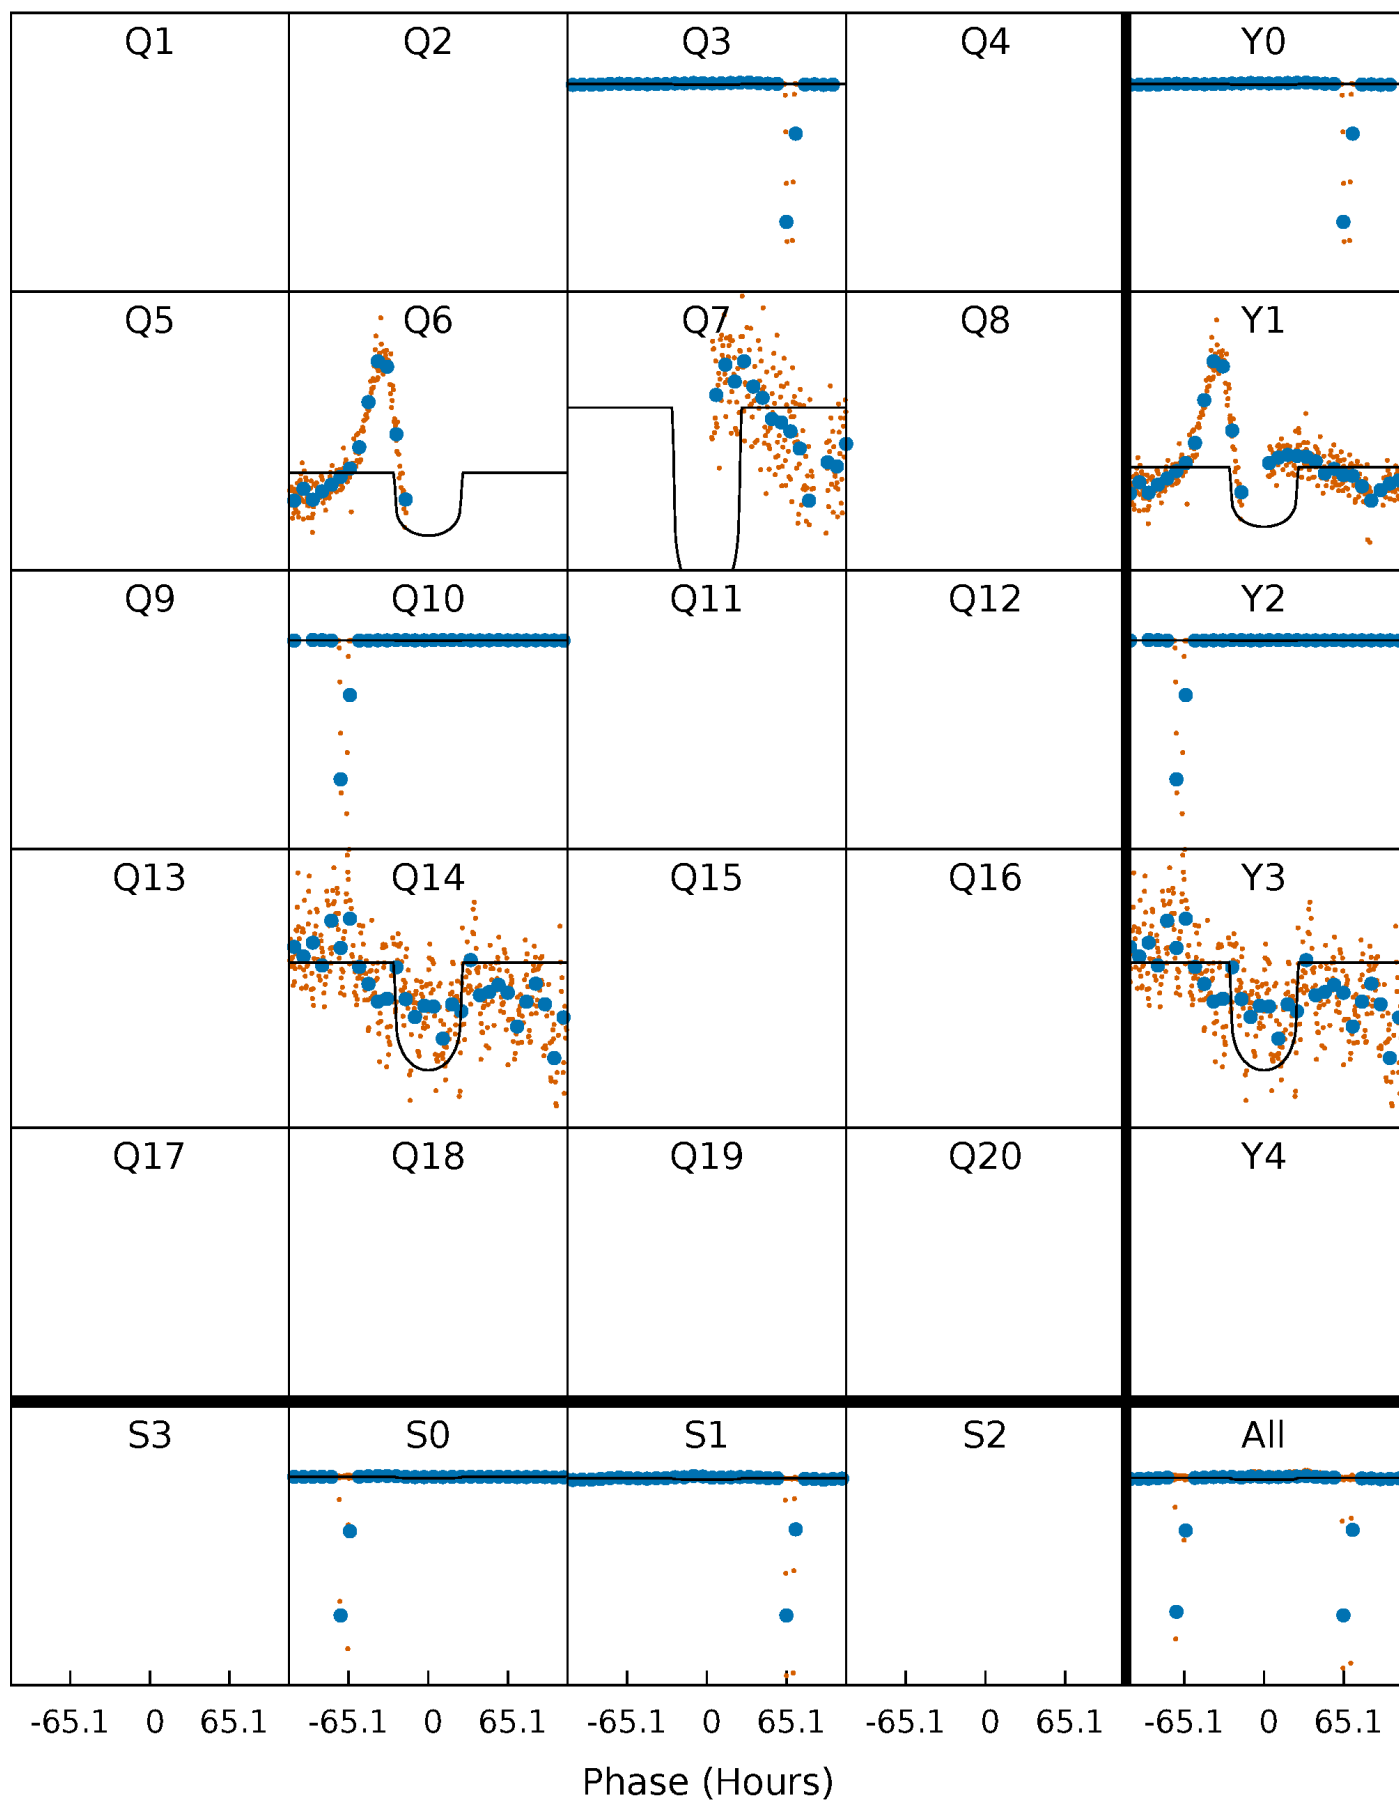 Q1 Q2 Q3 Q4 Y0
Q5 Q6 Q7 Q8 Y1
Q9 Q10 Q11 Q12 Y2
Q13 Q14 Q15 Q16 Y3
Q17 Q18 Q19 Q20 Y4
S3 S0 S1 S2 All
-65.1 0 65.1 -65.1 0 65.1 -65.1 0 65.1 -65.1 0 65.1 -65.1 0 65.1
Phase (Hours)